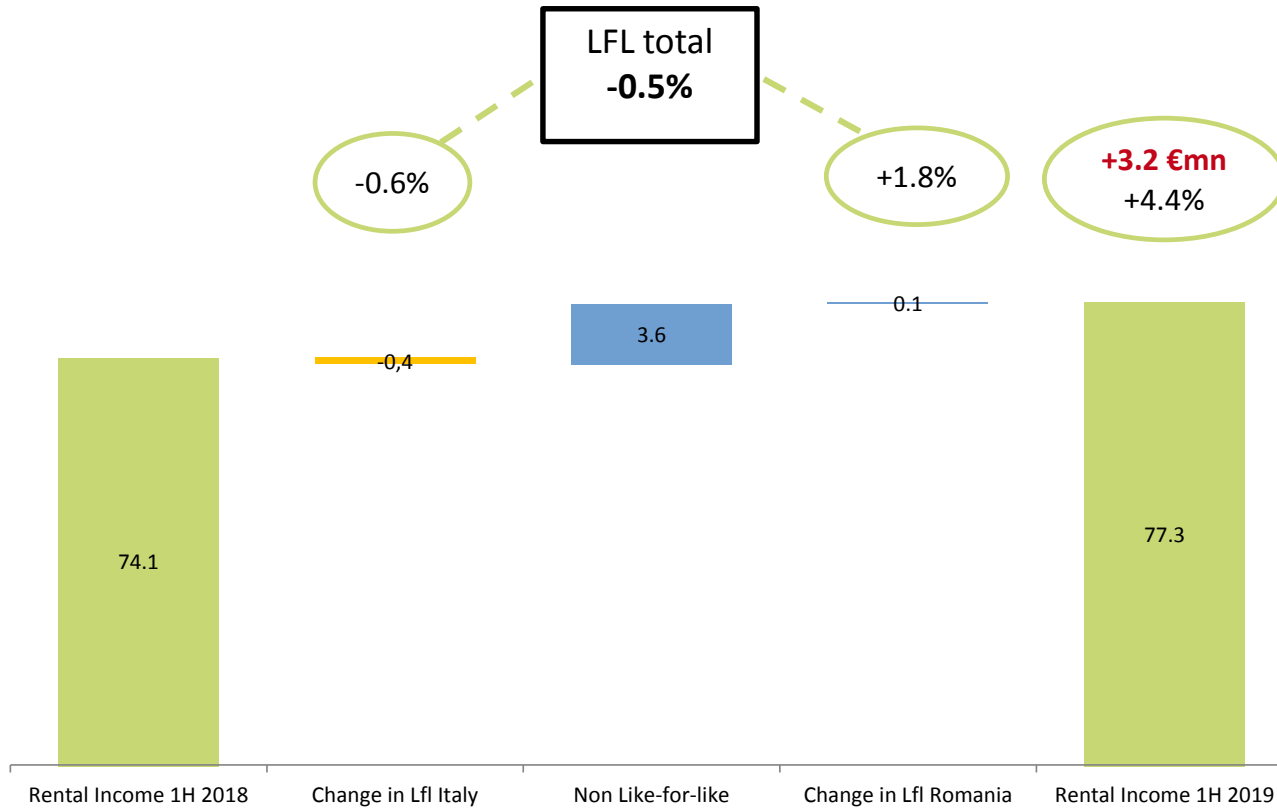 LFL total
-0.5%
-0.6%
+1.8%
+3.2 €mn
+4.4%
74.1
-0,4
3.6
0.1
77.3
Rental Income 1H 2018
Change in Lfl Italy
Non Like-for-like
Change in Lfl Romania
Rental Income 1H 2019